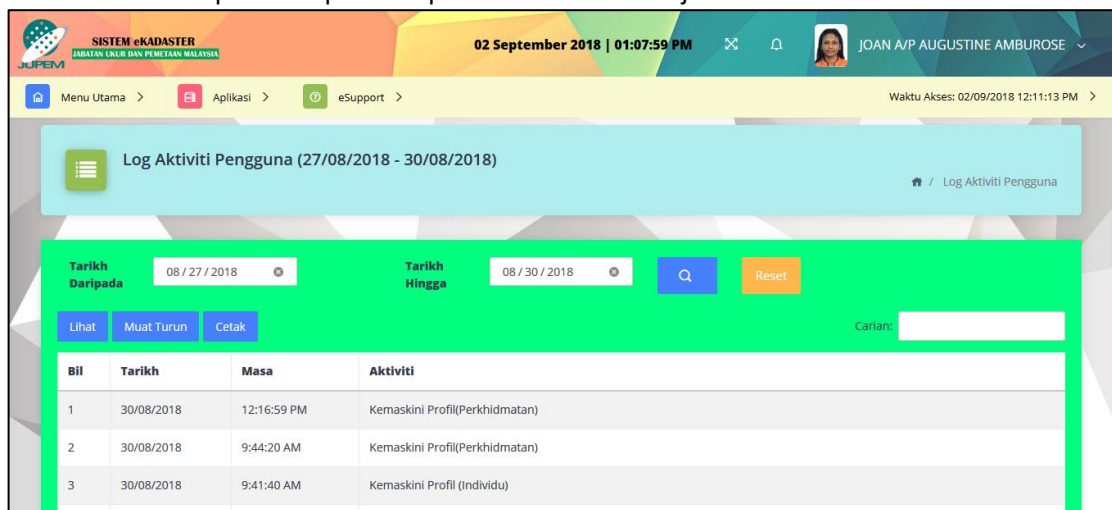 SISTEM eKADASTER
JABATAN UKUR DAN PEMETAAN MALAYSIA
JUPEM
02 September 2018 | 01:07:59 PM
JOAN A/P AUGUSTINE AMBUROSE
Menu Utama >
Aplikasi >
eSupport >
Waktu Akses: 02/09/2018 12:11:13 PM >
Log Aktiviti Pengguna (27/08/2018 - 30/08/2018)
/ Log Aktiviti Pengguna
Tarikh Daripada
08/27/2018
Tarikh Hingga
08/30/2018
Reset
Lihat
Muat Turun
Cetak
Carian:
Bil Tarikh Masa Aktiviti
1 30/08/2018 12:16:59 PM Kemaskini Profil(Perkhidmatan)
2 30/08/2018 9:44:20 AM Kemaskini Profil(Perkhidmatan)
3 30/08/2018 9:41:40 AM Kemaskini Profil (Individu)